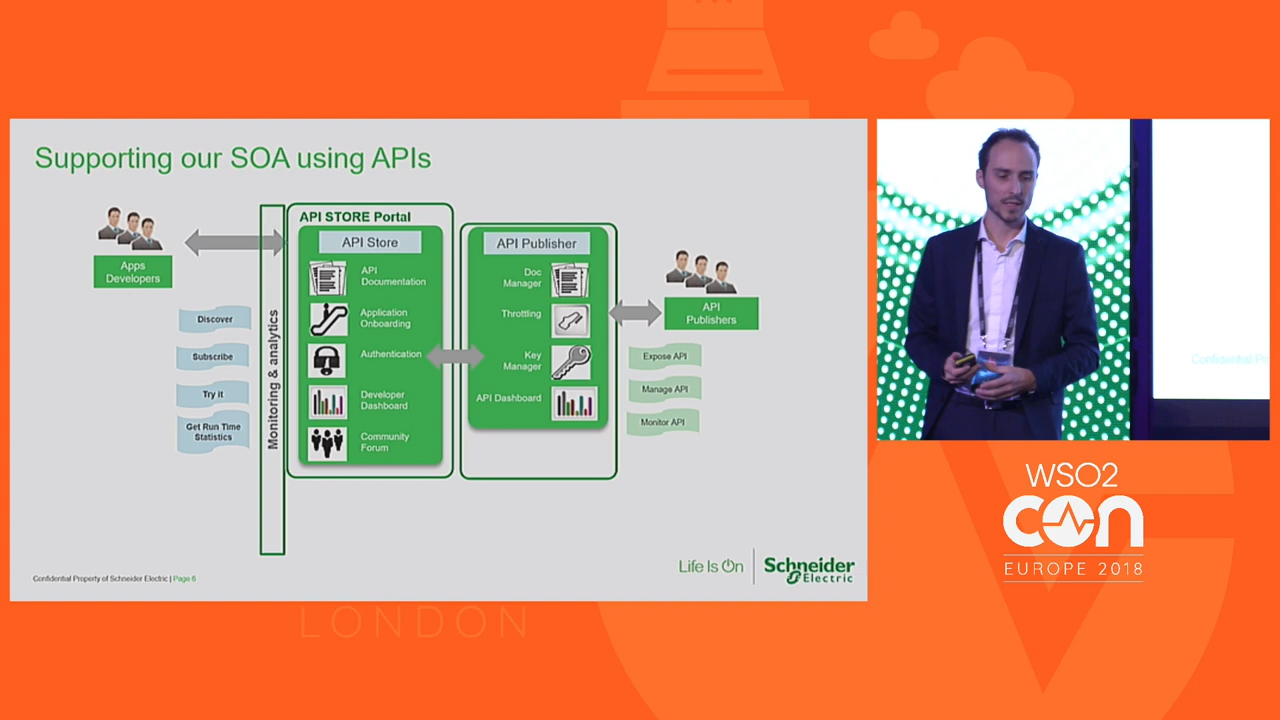 Supporting our SOA using APIs
Apps
Developers
Discover
Subscribe
Try it
Get Run Time
Statistics
Monitoring & analytics
API STORE Portal
API Store
API
Documentation
Application
Onboarding
Authentication
Developer
Dashboard
Community
Forum
API Publisher
Doc
Manager
Throttling
Key
Manager
API Dashboard
API
Publishers
Expose API
Manage API
Monitor API
Confidential Property of Schneider Electric | Page 6
Life Is On
Schneider
Electric
WSO2
con
EUROPE 2018
LONDON